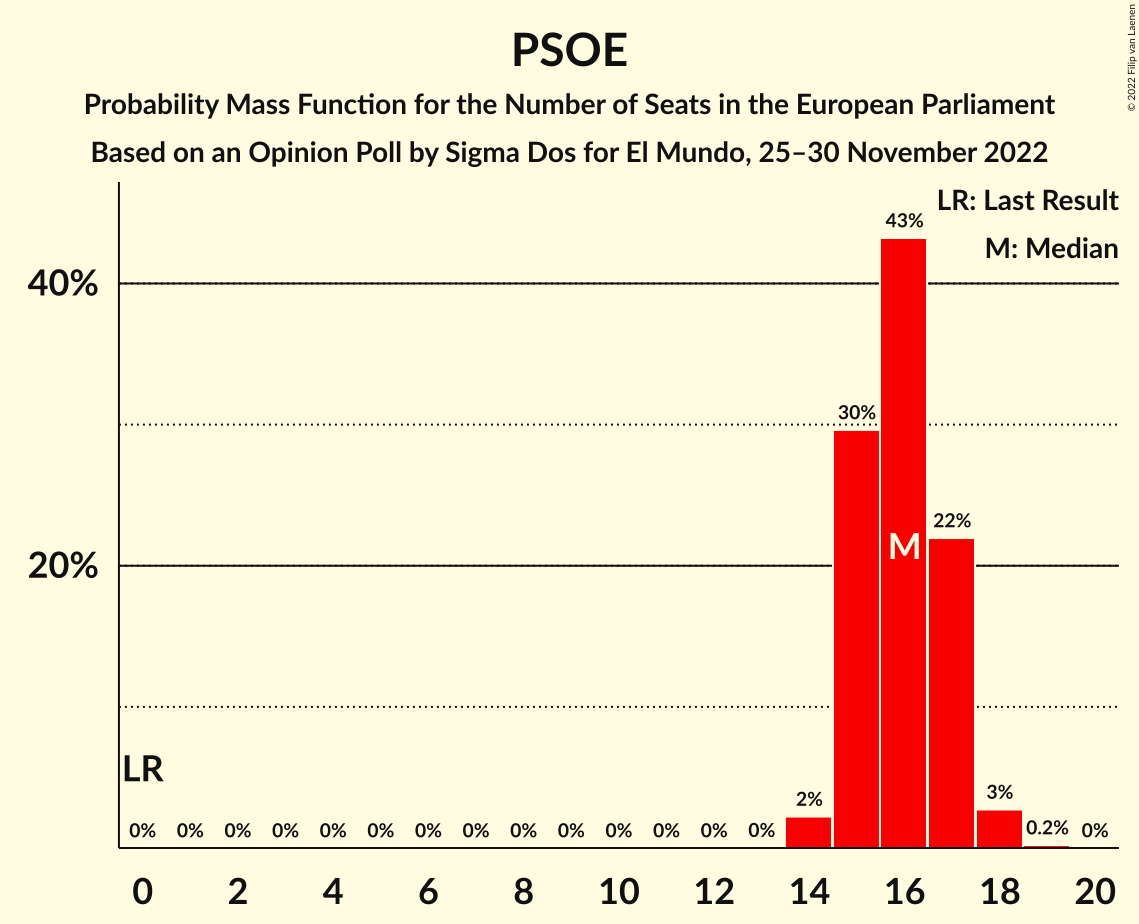 PSOE
Probability Mass Function for the Number of Seats in the European Parliament
Based on an Opinion Poll by Sigma Dos for El Mundo, 25–30 November 2022
© 2022 Filip van Laenen
LR: Last Result
M: Median
43%
40%
30%
22%
M
20%
LR
0% 0% 0% 0% 0% 0% 0% 0% 0% 0% 0% 0% 0% 0% 2% 3% 0.2% 0%
0 2 4 6 8 10 12 14 16 18 20